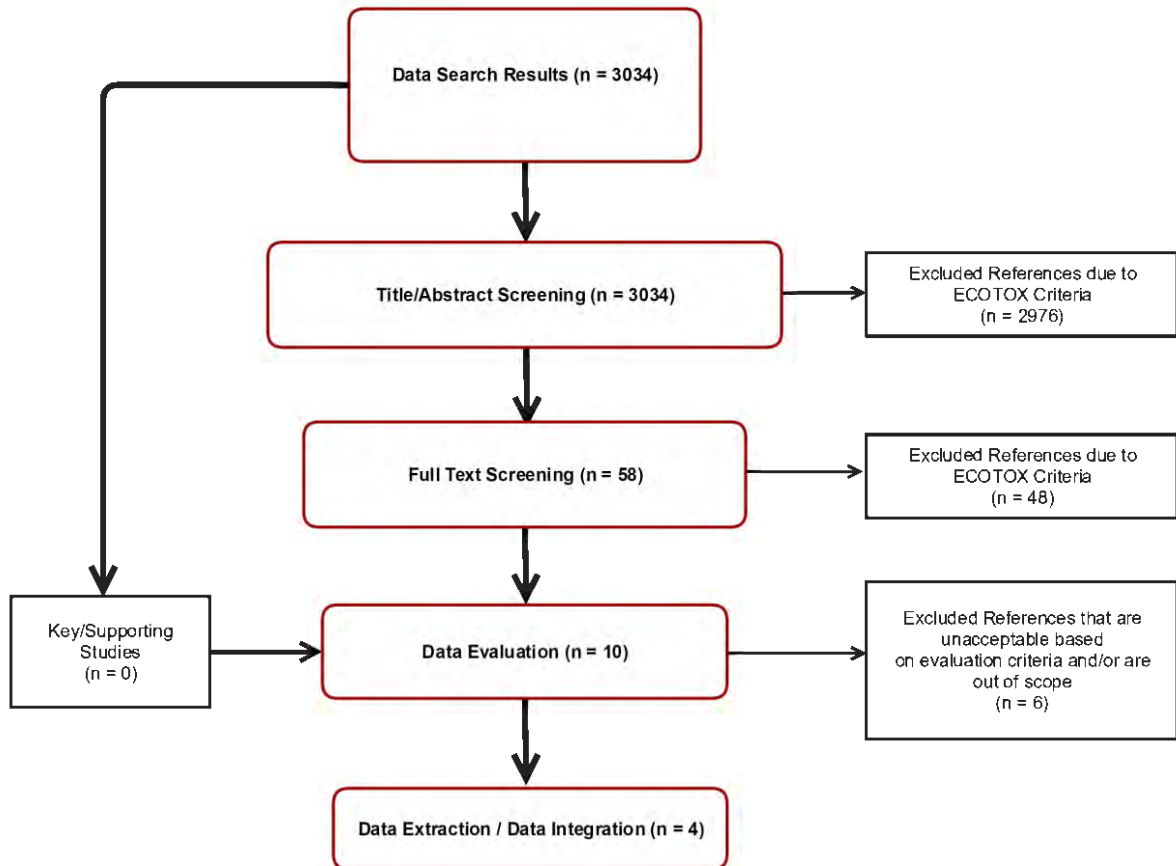 Data Search Results (n = 3034)
Title/Abstract Screening (n = 3034)
Excluded References due to
ECOTOX Criteria
(n = 2976)
Full Text Screening (n = 58)
Excluded References due to
ECOTOX Criteria
(n = 48)
Key/Supporting
Studies
(n = 0)
Data Evaluation (n = 10)
Excluded References that are
unacceptable based
on evaluation criteria and/or are
out of scope
(n = 6)
Data Extraction / Data Integration (n = 4)